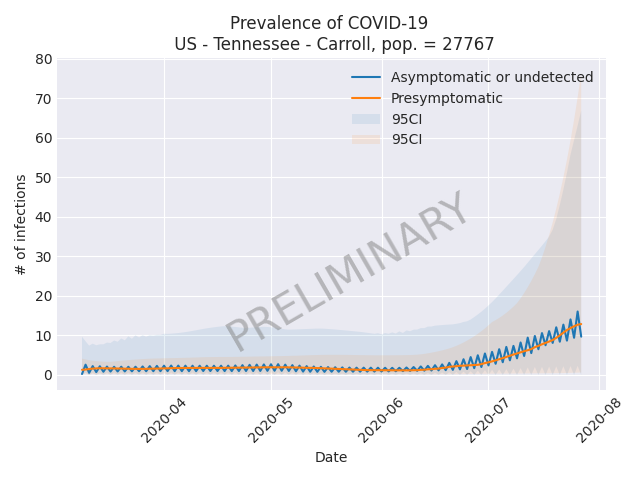 Prevalence of COVID-19
US - Tennessee - Carroll, pop. = 27767
80
70
60
50
40
30
20
10
0
# of infections
Asymptomatic or undetected
Presymptomatic
95CI
95CI
PRELIMINARY
2020-04
2020-05
2020-06
2020-07
2020-08
Date